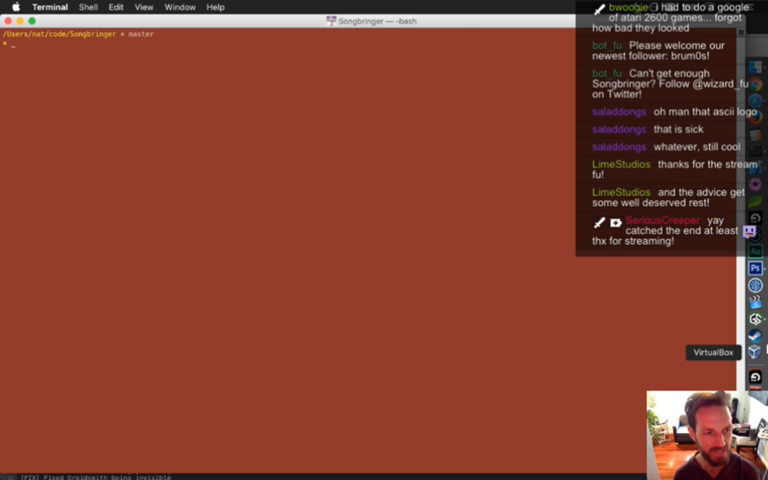 Terminal Shell Edit View Window Help
Songbringer — -bash
/Users/nat/code/Songbringer master
bwoogie i had to do a google
of atari 2600 games... forgot
how bad they looked
bot_fu Please welcome our
newest follower: brum0s!
bot_fu Can't get enough
Songbringer? Follow @wizard_fu
on Twitter!
saladdongs oh man that ascii logo
saladdongs that is sick
saladdongs whatever, still cool
LimeStudios thanks for the stream
fu!
LimeStudios and the advice get
some well deserved rest!
SeriousCreeper yay
catched the end at least
thx for streaming!
Au
Ps
VirtualBox
[FIX] Fixed Droidsmith being invisible